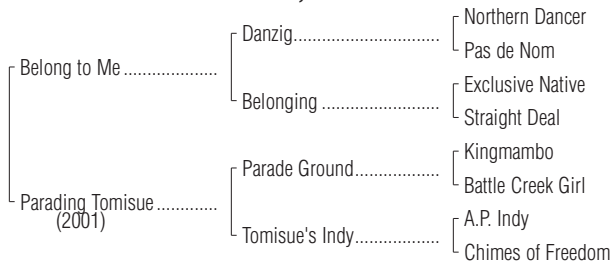 Northern Dancer
Danzig
Pas de Nom
Belong to Me
Exclusive Native
Belonging
Straight Deal
Kingmambo
Parade Ground
Battle Creek Girl
Parading Tomisue
(2001)
A.P. Indy
Tomisue's Indy
Chimes of Freedom